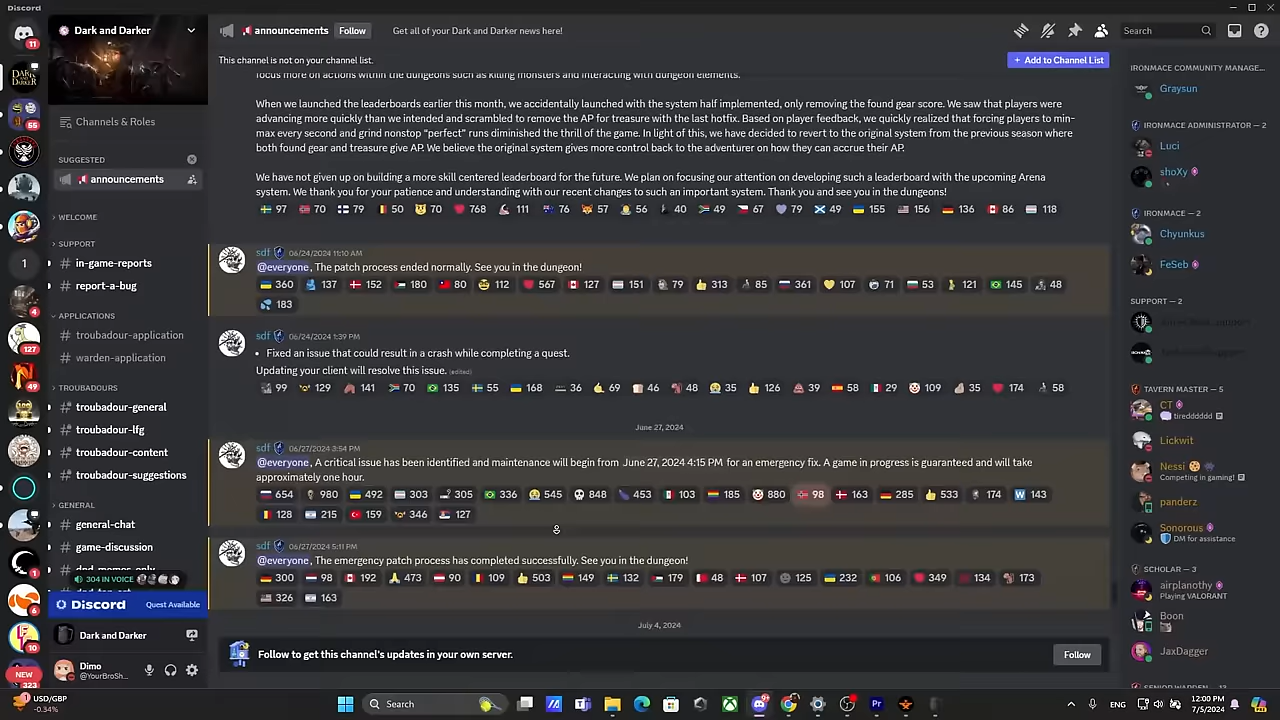 Discord
11
Dark and Darker
announcements
Follow
Get all of your Dark and Darker news here!
Search
This channel is not on your channel list.
+ Add to Channel List
focus more on actions within the dungeons such as killing monsters and interacting with dungeon elements.
When we launched the leaderboards earlier this month, we accidentally launched with the system half implemented, only removing the found gear score. We saw that players were
advancing more quickly than we intended and scrambled to remove the AP for treasure with the last hotfix. Based on player feedback, we quickly realized that forcing players to min-
max every second and grind nonstop "perfect" runs diminished the thrill of the game. In light of this, we have decided to revert to the original system from the previous season where
both found gear and treasure give AP. We believe the original system gives more control back to the adventurer on how they can accrue their AP.
We have not given up on building a more skill centered leaderboard for the future. We plan on focusing our attention on developing such a leaderboard with the upcoming Arena
system. We thank you for your patience and understanding with our recent changes to such an important system. Thank you and see you in the dungeons!
97 70 79 50 70 768 111 76 57 56 40 49 67 79 49 155 156 136 86 118
sdf 06/24/2024 11:10 AM
@everyone, The patch process ended normally. See you in the dungeon!
360 137 152 180 80 112 567 127 151 79 313 85 361 107 71 53 121 145 48
183
sdf 06/24/2024 1:39 PM
• Fixed an issue that could result in a crash while completing a quest.
Updating your client will resolve this issue. (edited)
99 129 141 70 135 55 168 36 69 46 48 35 126 39 58 29 109 35 174 58
June 27, 2024
sdf 06/27/2024 3:54 PM
@everyone, A critical issue has been identified and maintenance will begin from June 27, 2024 4:15 PM for an emergency fix. A game in progress is guaranteed and will take
approximately one hour.
654 980 492 303 305 336 545 848 453 103 185 880 98 163 285 533 174 W 143
128 215 159 346 127
sdf 06/27/2024 5:11 PM
@everyone, The emergency patch process has completed successfully. See you in the dungeon!
300 98 192 473 90 109 503 149 132 179 48 107 125 232 106 349 134 173
326 163
July 4, 2024
Follow to get this channel's updates in your own server.
Follow
Channels & Roles
SUGGESTED
announcements
WELCOME
SUPPORT
in-game-reports
report-a-bug
APPLICATIONS
troubadour-application
warden-application
TROUBADOURS
troubadour-general
troubadour-lfg
troubadour-content
troubadour-suggestions
GENERAL
general-chat
game-discussion
304 IN VOICE
Discord
Quest Available
Dark and Darker
Dimo
@YourBroSh...
55
1
4
127
49
1
6
10
NEW
323
IRONMACE COMMUNITY MANAGE...
Graysun
IRONMACE ADMINISTRATOR — 2
Luci
shoXy
IRONMACE — 2
Chyunkus
FeSeb
SUPPORT — 2
TAVERN MASTER — 5
CT
tireddddd
Lickwit
Nessi
Competing in gaming!
panderz
Sonorous
DM for assistance
SCHOLAR — 3
airplanothy
Playing VALORANT
Boon
JaxDagger
USD/GBP
-0.34%
Search
ENG
12:00 PM
7/5/2024